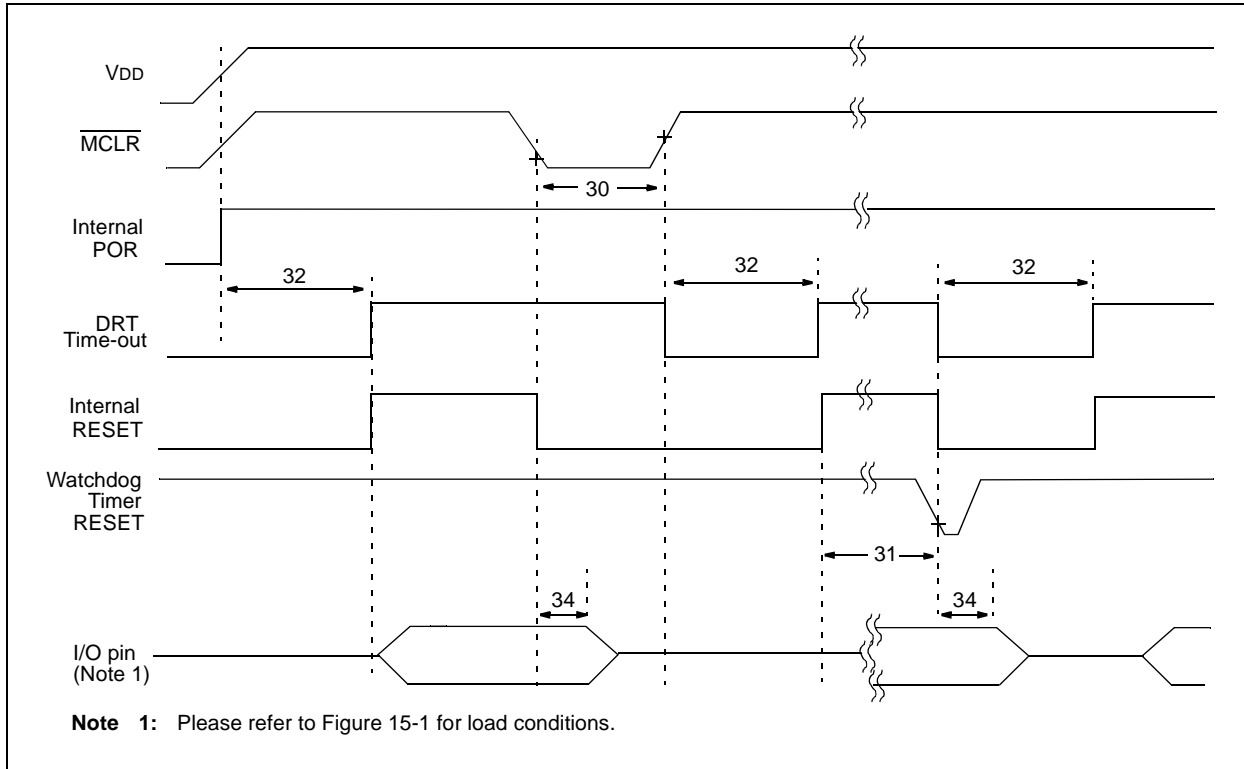 VDD
MCLR
30
Internal
POR
32
32
32
DRT
Time-out
Internal
RESET
Watchdog
Timer
RESET
31
34
34
I/O pin
(Note 1)
Note 1: Please refer to Figure 15-1 for load conditions.